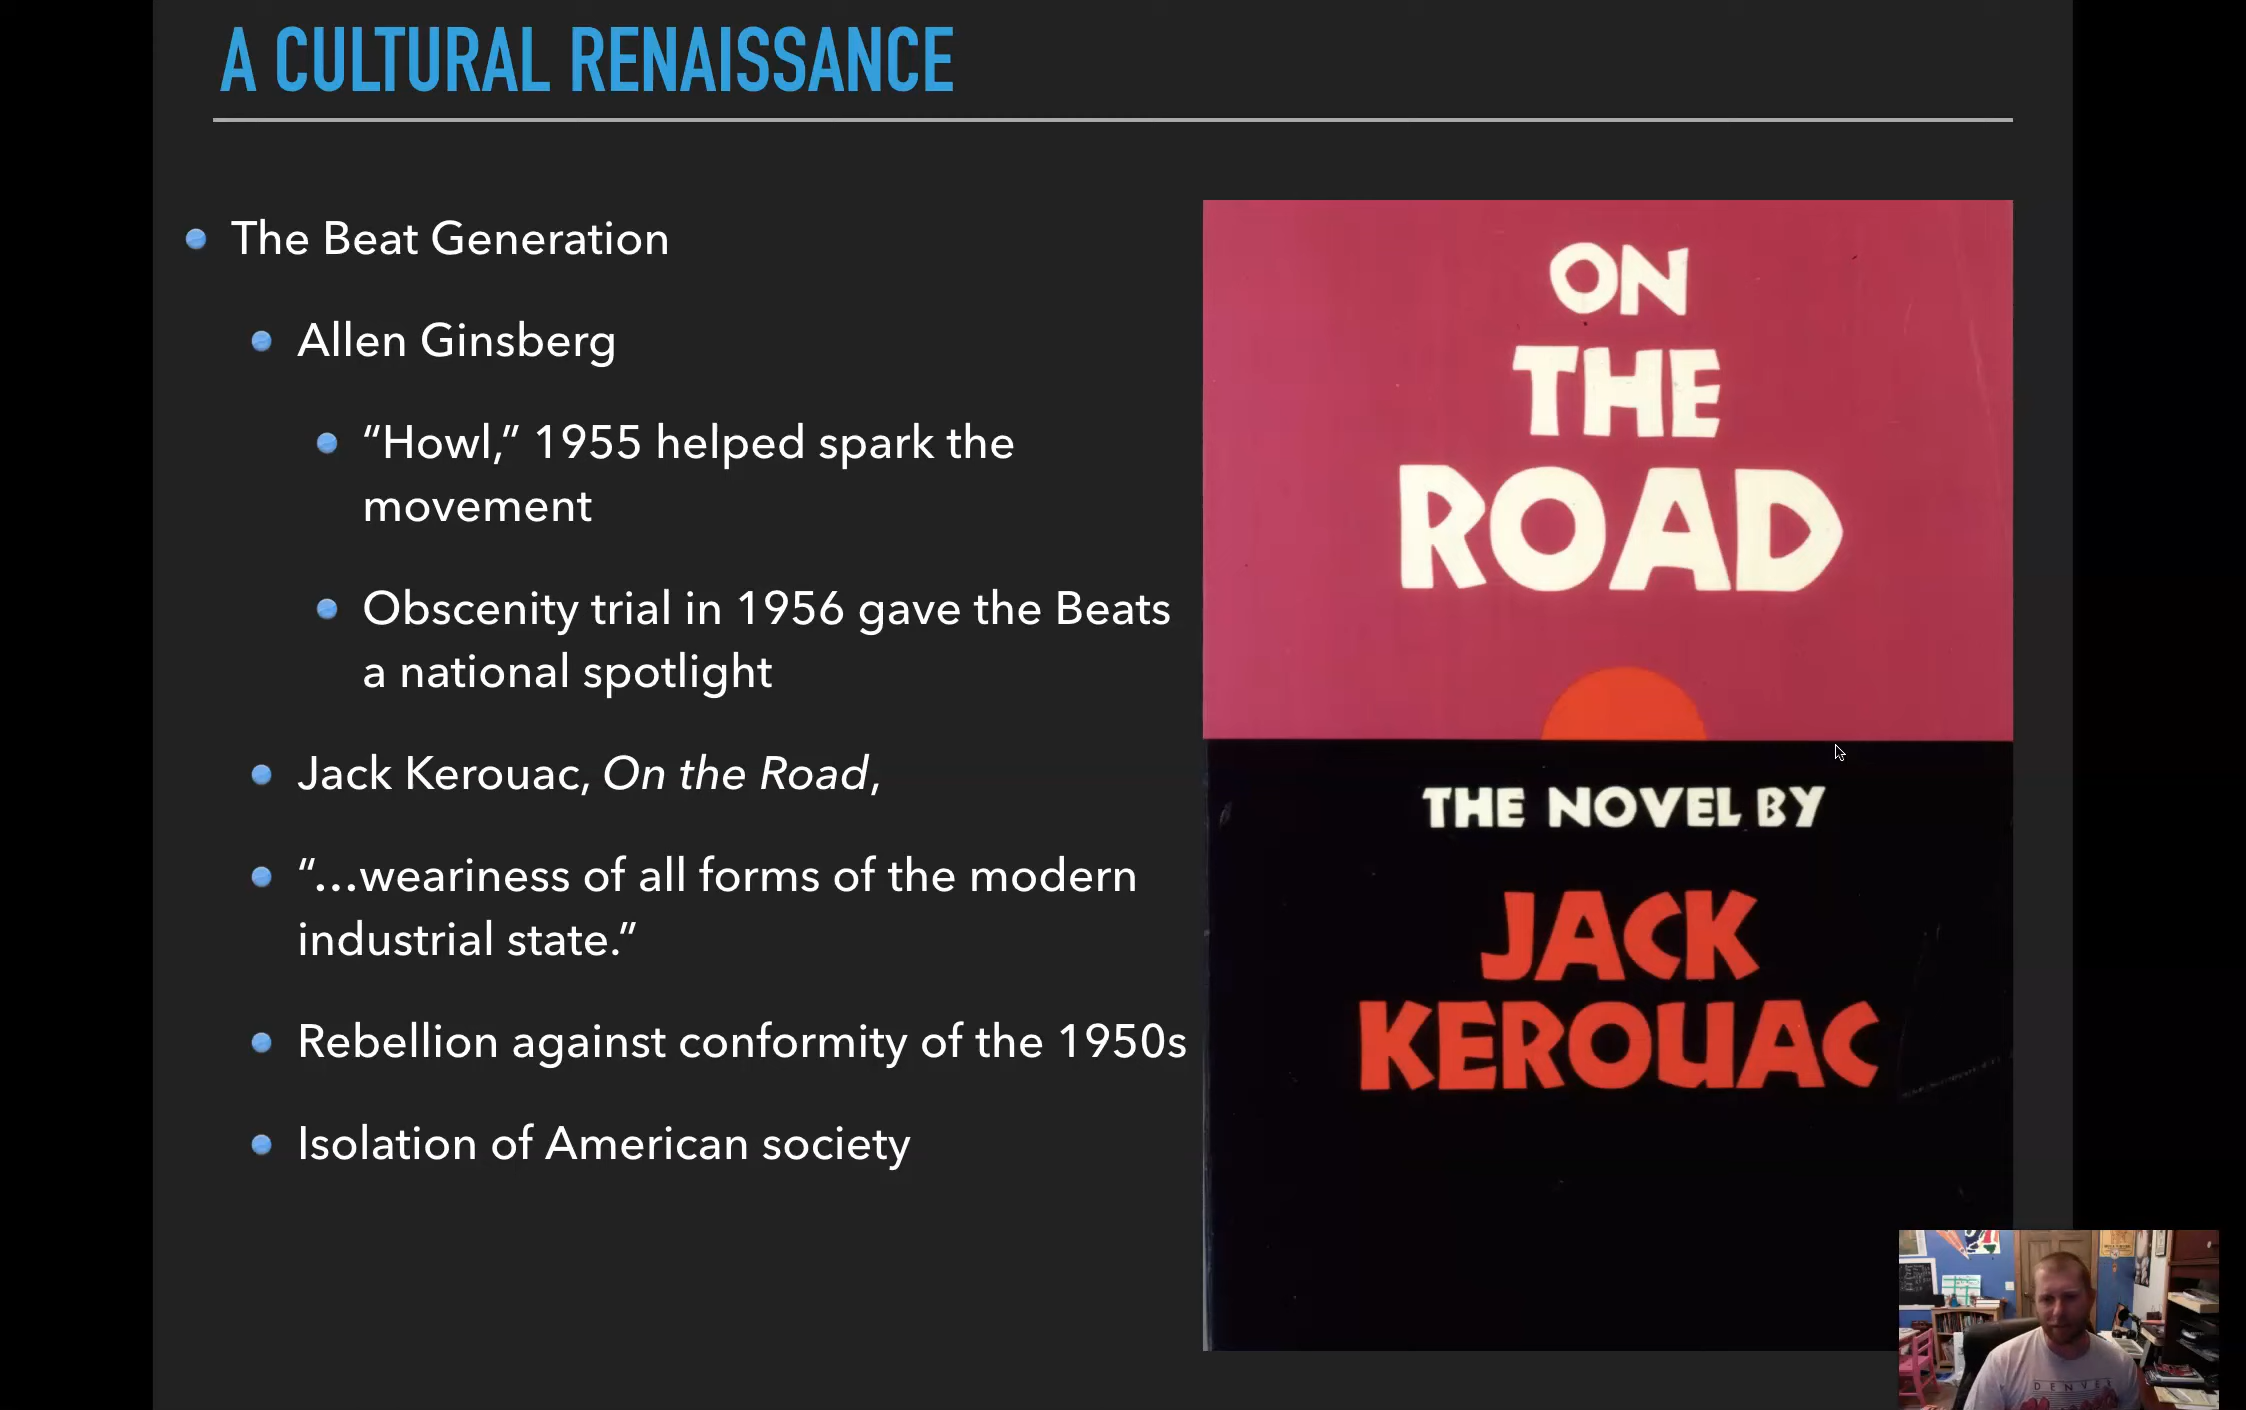 A CULTURAL RENAISSANCE
The Beat Generation
Allen Ginsberg
“Howl,” 1955 helped spark the
movement
Obscenity trial in 1956 gave the Beats
a national spotlight
Jack Kerouac, On the Road,
“…weariness of all forms of the modern
industrial state.”
Rebellion against conformity of the 1950s
Isolation of American society
ON
THE
ROAD
THE NOVEL BY
JACK
KEROUAC
DENVER